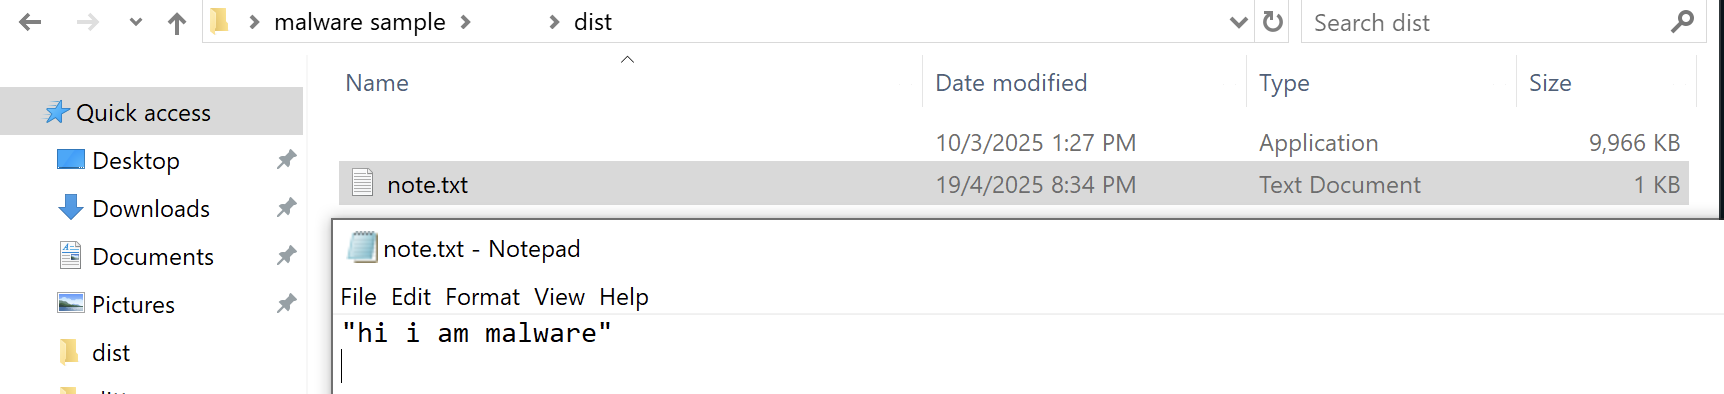 malware sample dist Search dist
Name Date modified Type Size
Quick access
10/3/2025 1:27 PM Application 9,966 KB
Desktop
note.txt 19/4/2025 8:34 PM Text Document 1 KB
Downloads
Documents
note.txt - Notepad
Pictures
File Edit Format View Help
"hi i am malware"
dist